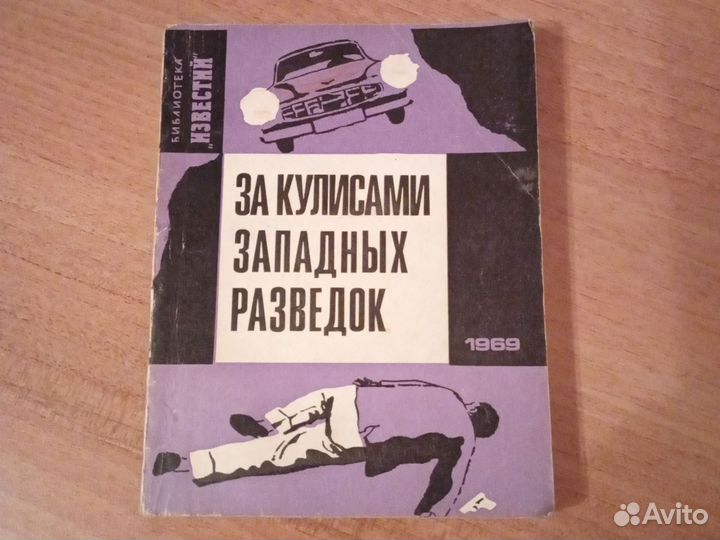 БИБЛИОТЕКА
„ИЗВЕСТИЙ“
ЗА КУЛИСАМИ
ЗАПАДНЫХ
РАЗВЕДОК
1969
Avito